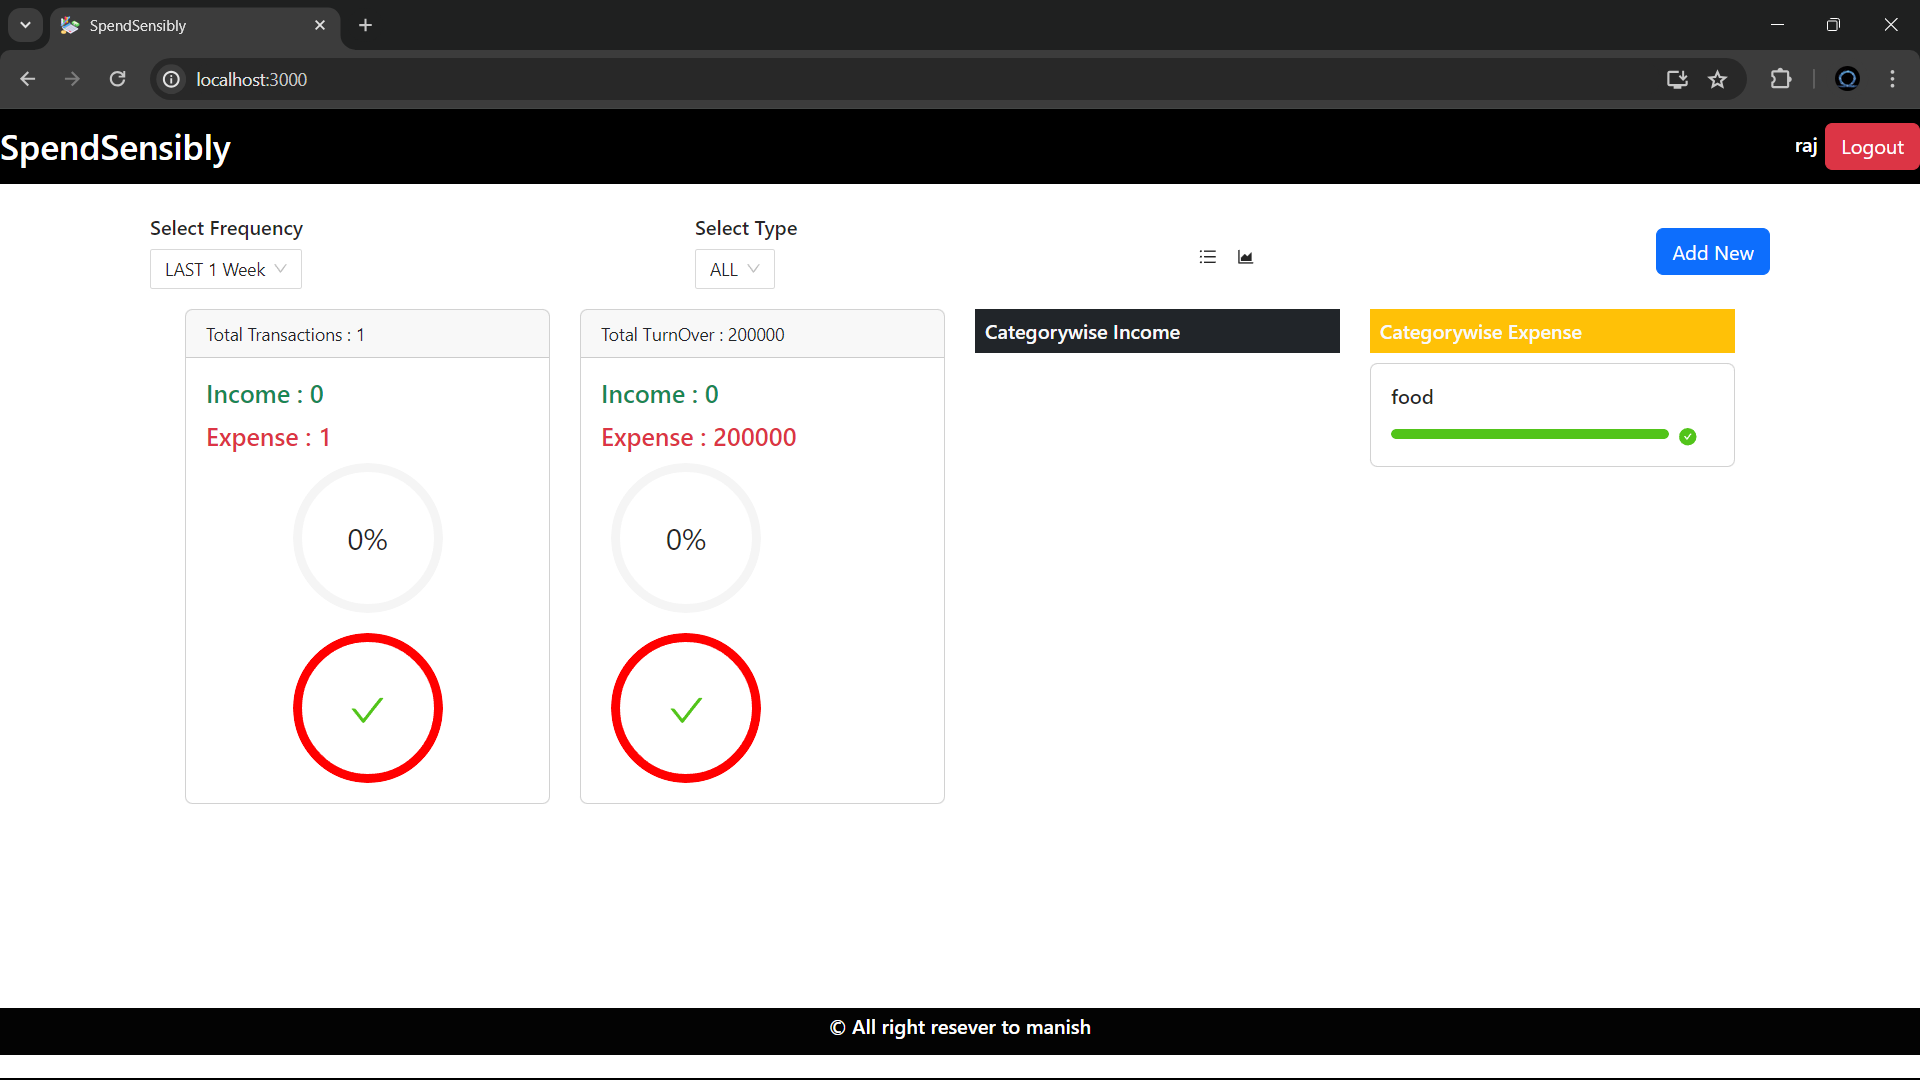 SpendSensibly
localhost:3000
SpendSensibly
raj
Logout
Select Frequency
LAST 1 Week
Select Type
ALL
Add New
Total Transactions : 1
Income : 0
Expense : 1
0%
Total TurnOver : 200000
Income : 0
Expense : 200000
0%
Categorywise Income
Categorywise Expense
food
© All right resever to manish